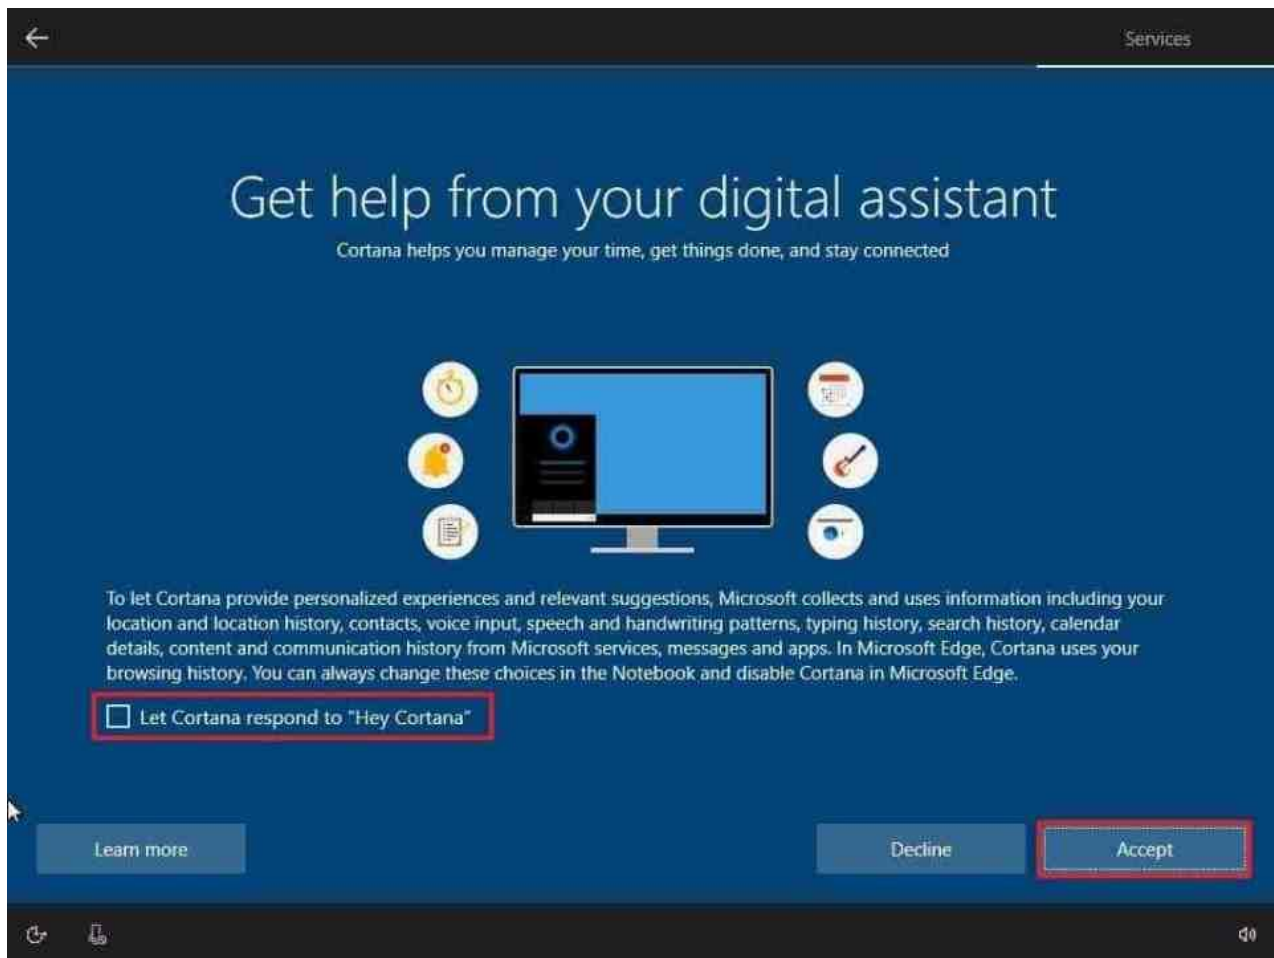 Services
Get help from your digital assistant
Cortana helps you manage your time, get things done, and stay connected
To let Cortana provide personalized experiences and relevant suggestions, Microsoft collects and uses information including your
location and location history, contacts, voice input, speech and handwriting patterns, typing history, search history, calendar
details, content and communication history from Microsoft services, messages and apps. In Microsoft Edge, Cortana uses your
browsing history. You can always change these choices in the Notebook and disable Cortana in Microsoft Edge.
Let Cortana respond to "Hey Cortana"
Learn more
Decline
Accept